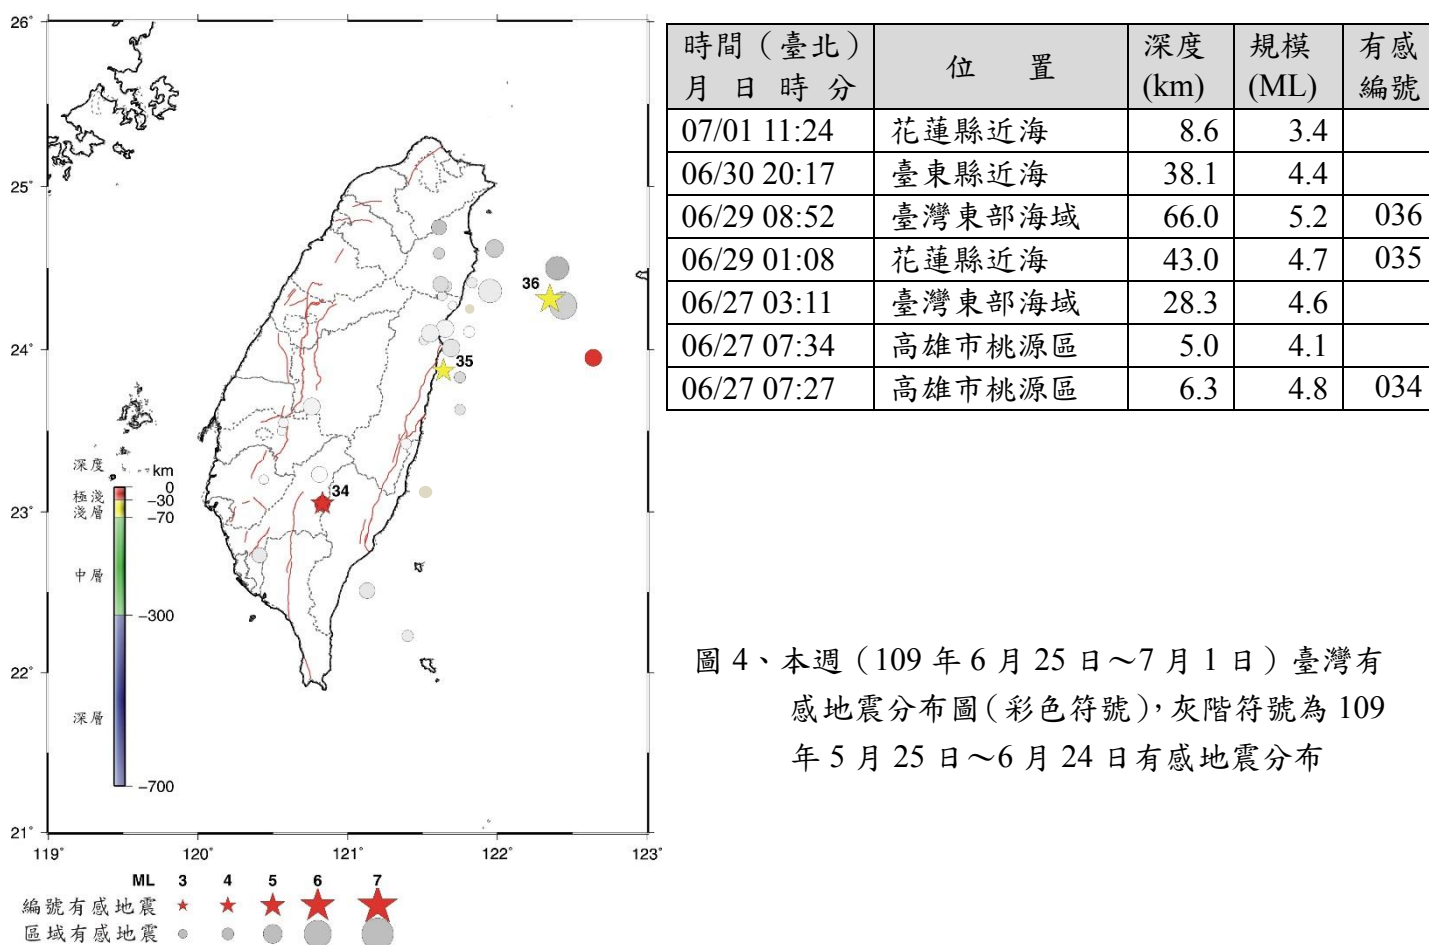 26°
25°
24°
23°
22°
21°
119°
120°
121°
122°
123°
36
35
34
深度
km
極淺
淺層
中層
深層
0
−30
−70
−300
−700
ML 3 4 5 6 7
編號有感地震
區域有感地震
時間（臺北） 位 置 深度 規模 有感
月 日 時 分 (km) (ML) 編號
07/01 11:24 花蓮縣近海 8.6 3.4
06/30 20:17 臺東縣近海 38.1 4.4
06/29 08:52 臺灣東部海域 66.0 5.2 036
06/29 01:08 花蓮縣近海 43.0 4.7 035
06/27 03:11 臺灣東部海域 28.3 4.6
06/27 07:34 高雄市桃源區 5.0 4.1
06/27 07:27 高雄市桃源區 6.3 4.8 034
圖 4、本週（109 年 6 月 25 日～7 月 1 日）臺灣有
感地震分布圖（彩色符號），灰階符號為 109
年 5 月 25 日～6 月 24 日有感地震分布